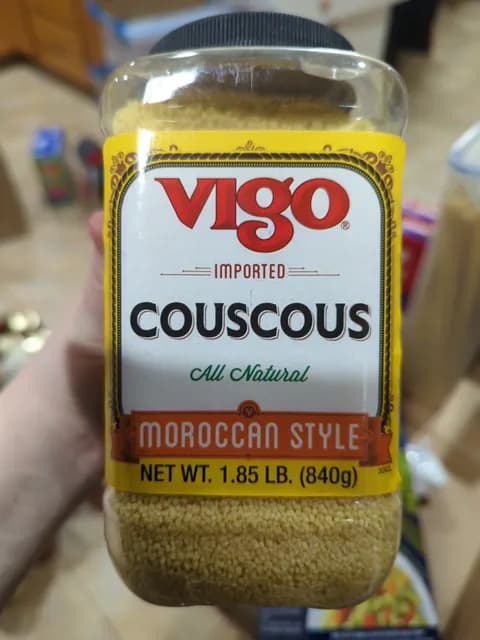 VIGO®
IMPORTED
COUSCOUS
All Natural
MOROCCAN STYLE
NET WT. 1.85 LB. (840g)